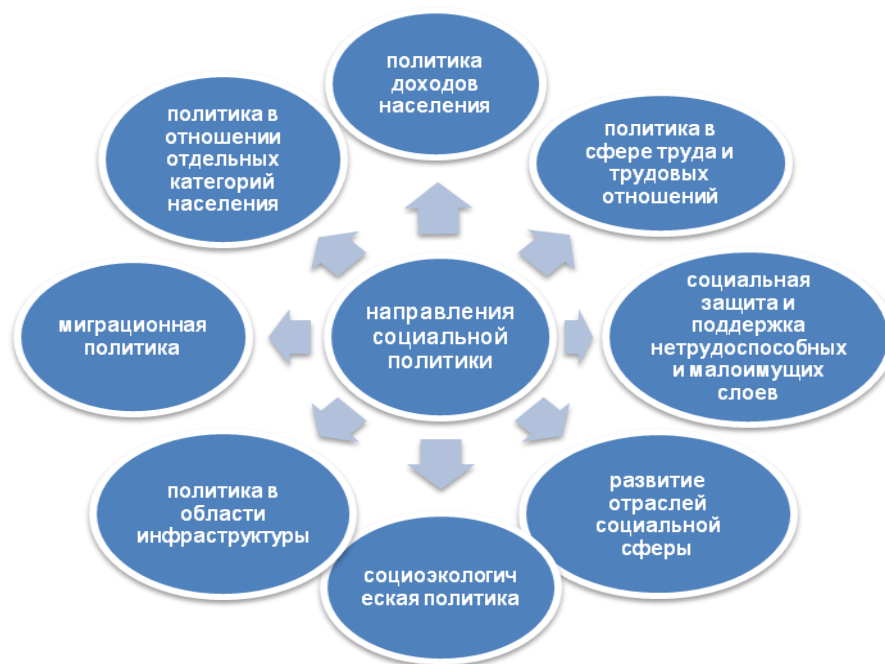 политика
доходов
населения
политика в
сфере труда и
трудовых
отношений
социальная
защита и
поддержка
нетрудоспособных
и малоимущих
слоев
развитие
отраслей
социальной
сферы
социоэкологич
еская политика
политика в
области
инфраструктуры
миграционная
политика
политика в
отношении
отдельных
категорий
населения
направления
социальной
политики